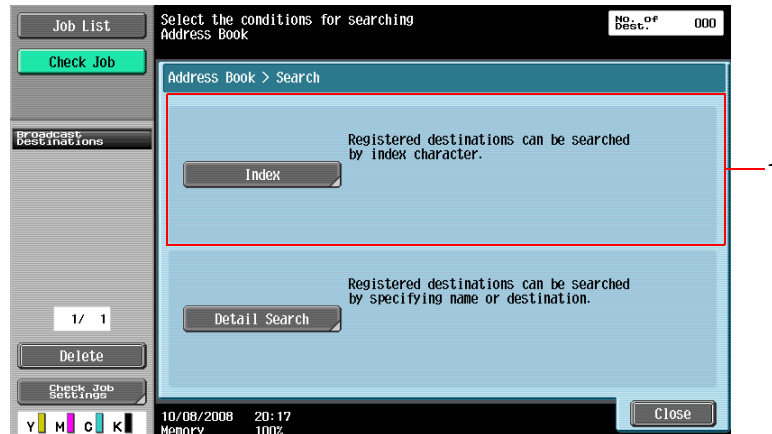 Job List
Check Job
Select the conditions for searching
Address Book
No. of
Dest.
000
Address Book > Search
Broadcast
Destinations
Registered destinations can be searched
by index character.
Index
Registered destinations can be searched
by specifying name or destination.
Detail Search
1/ 1
Delete
Check Job
Settings
Close
Y M C K
10/08/2008 20:17
Memory 100%